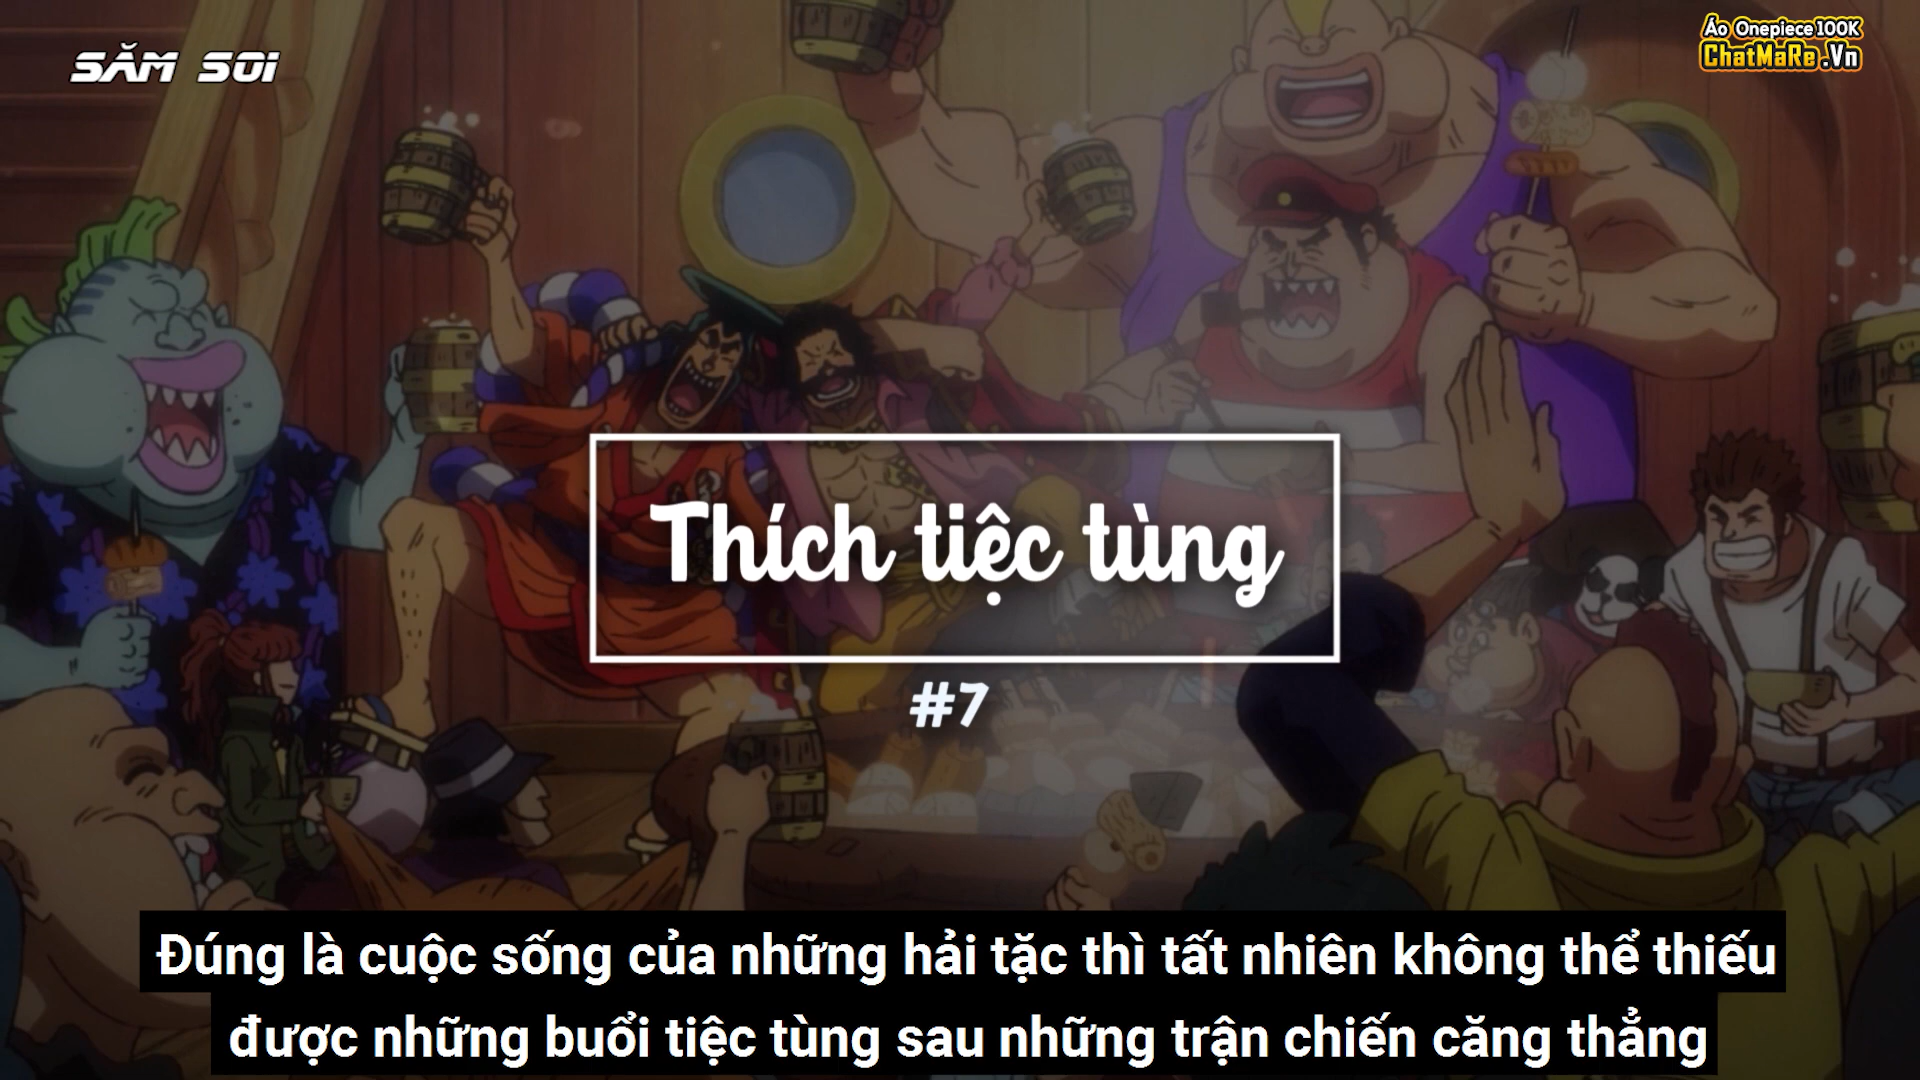 SĂM SOI
Áo Onepiece 100K
ChatMaRe.Vn
Thích tiệc tùng
#7
Đúng là cuộc sống của những hải tặc thì tất nhiên không thể thiếu
được những buổi tiệc tùng sau những trận chiến căng thẳng